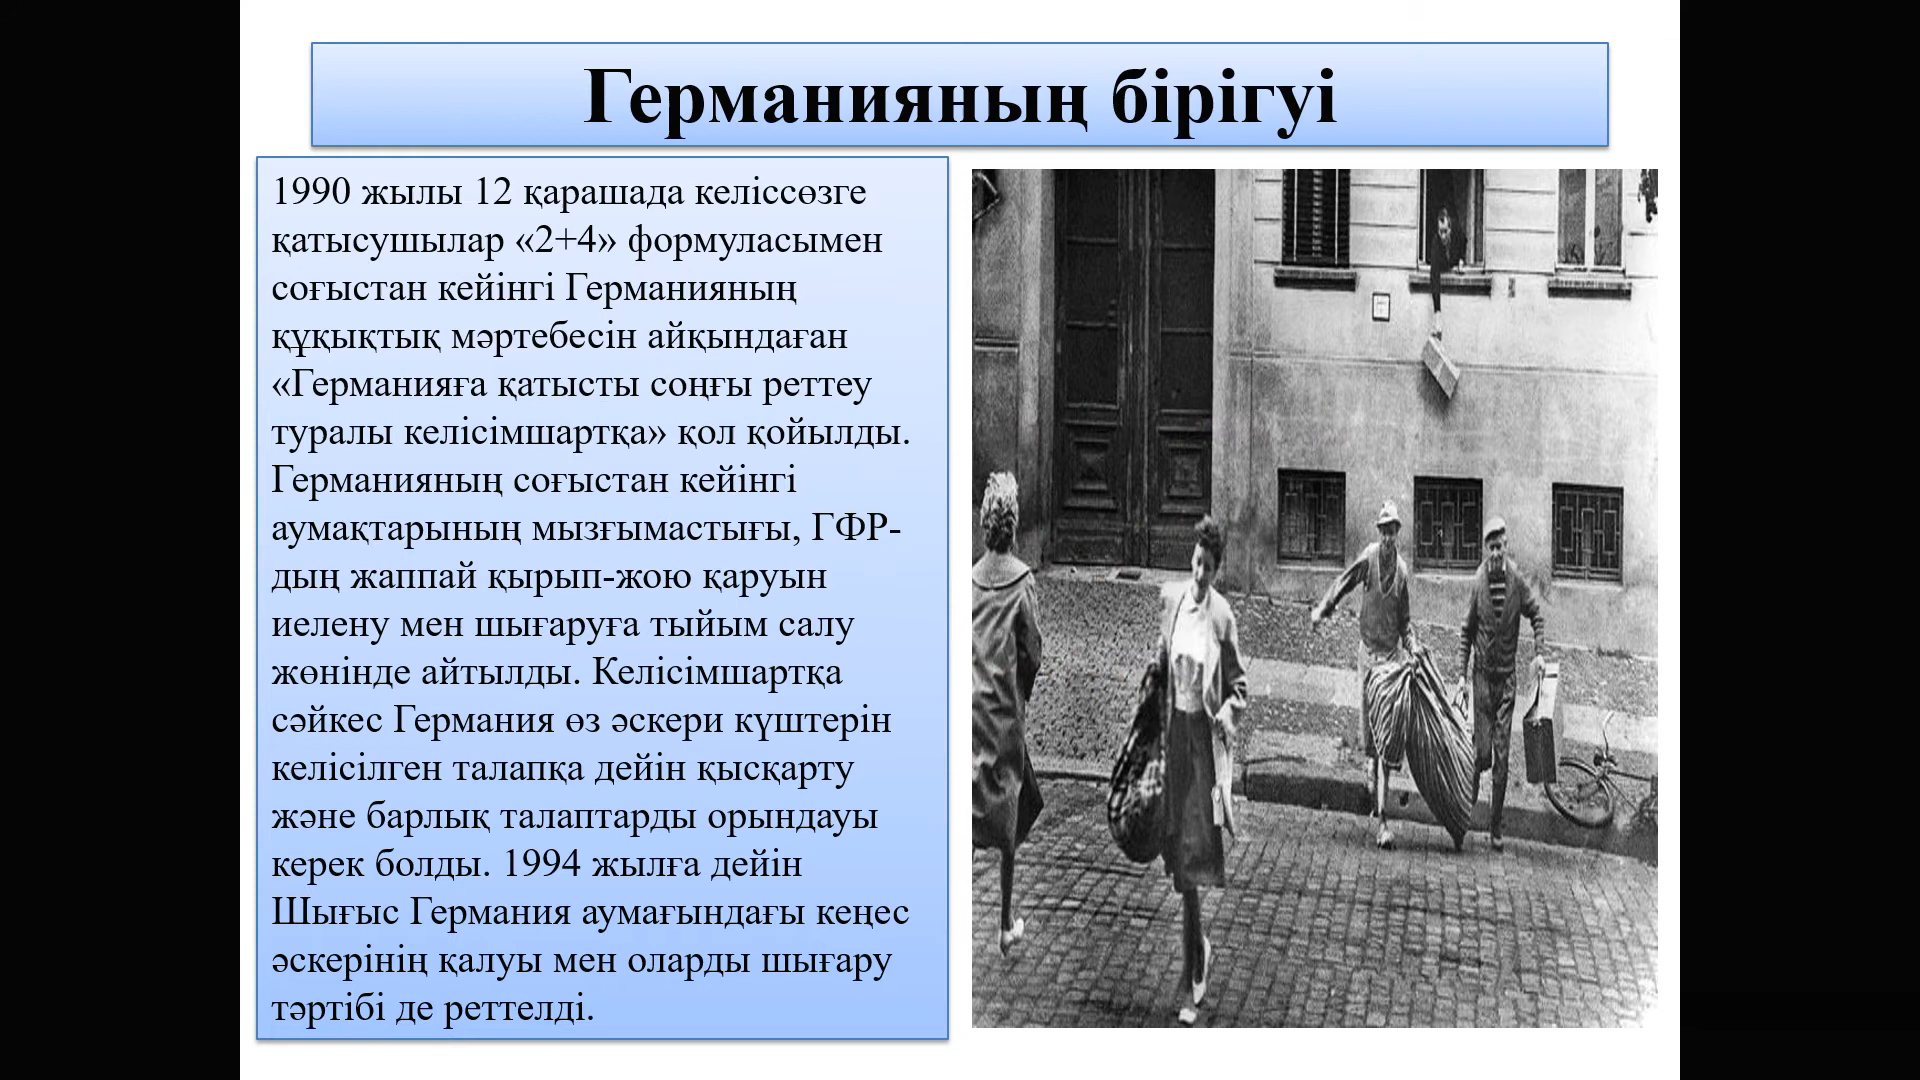 Германияның бірігуі
1990 жылы 12 қарашада келіссөзге
қатысушылар «2+4» формуласымен
соғыстан кейінгі Германияның
құқықтық мәртебесін айқындаған
«Германияға қатысты соңғы реттеу
туралы келісімшартқа» қол қойылды.
Германияның соғыстан кейінгі
аумақтарының мызғымастығы, ГФР-
дың жаппай қырып-жою қаруын
иелену мен шығаруға тыйым салу
жөнінде айтылды. Келісімшартқа
сәйкес Германия өз әскери күштерін
келісілген талапқа дейін қысқарту
және барлық талаптарды орындауы
керек болды. 1994 жылға дейін
Шығыс Германия аумағындағы кеңес
әскерінің қалуы мен оларды шығару
тәртібі де реттелді.